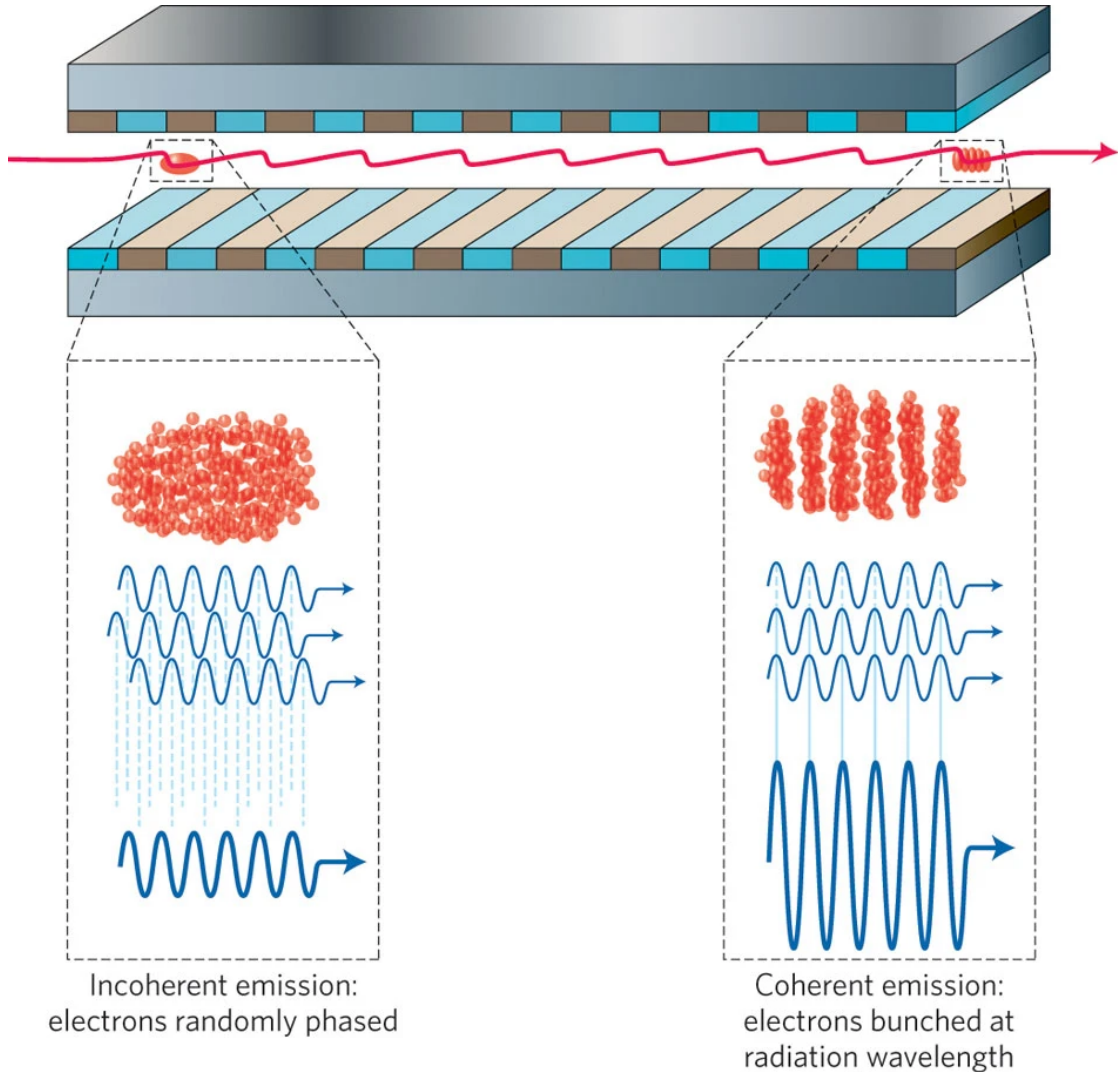 Incoherent emission:
electrons randomly phased
Coherent emission:
electrons bunched at
radiation wavelength